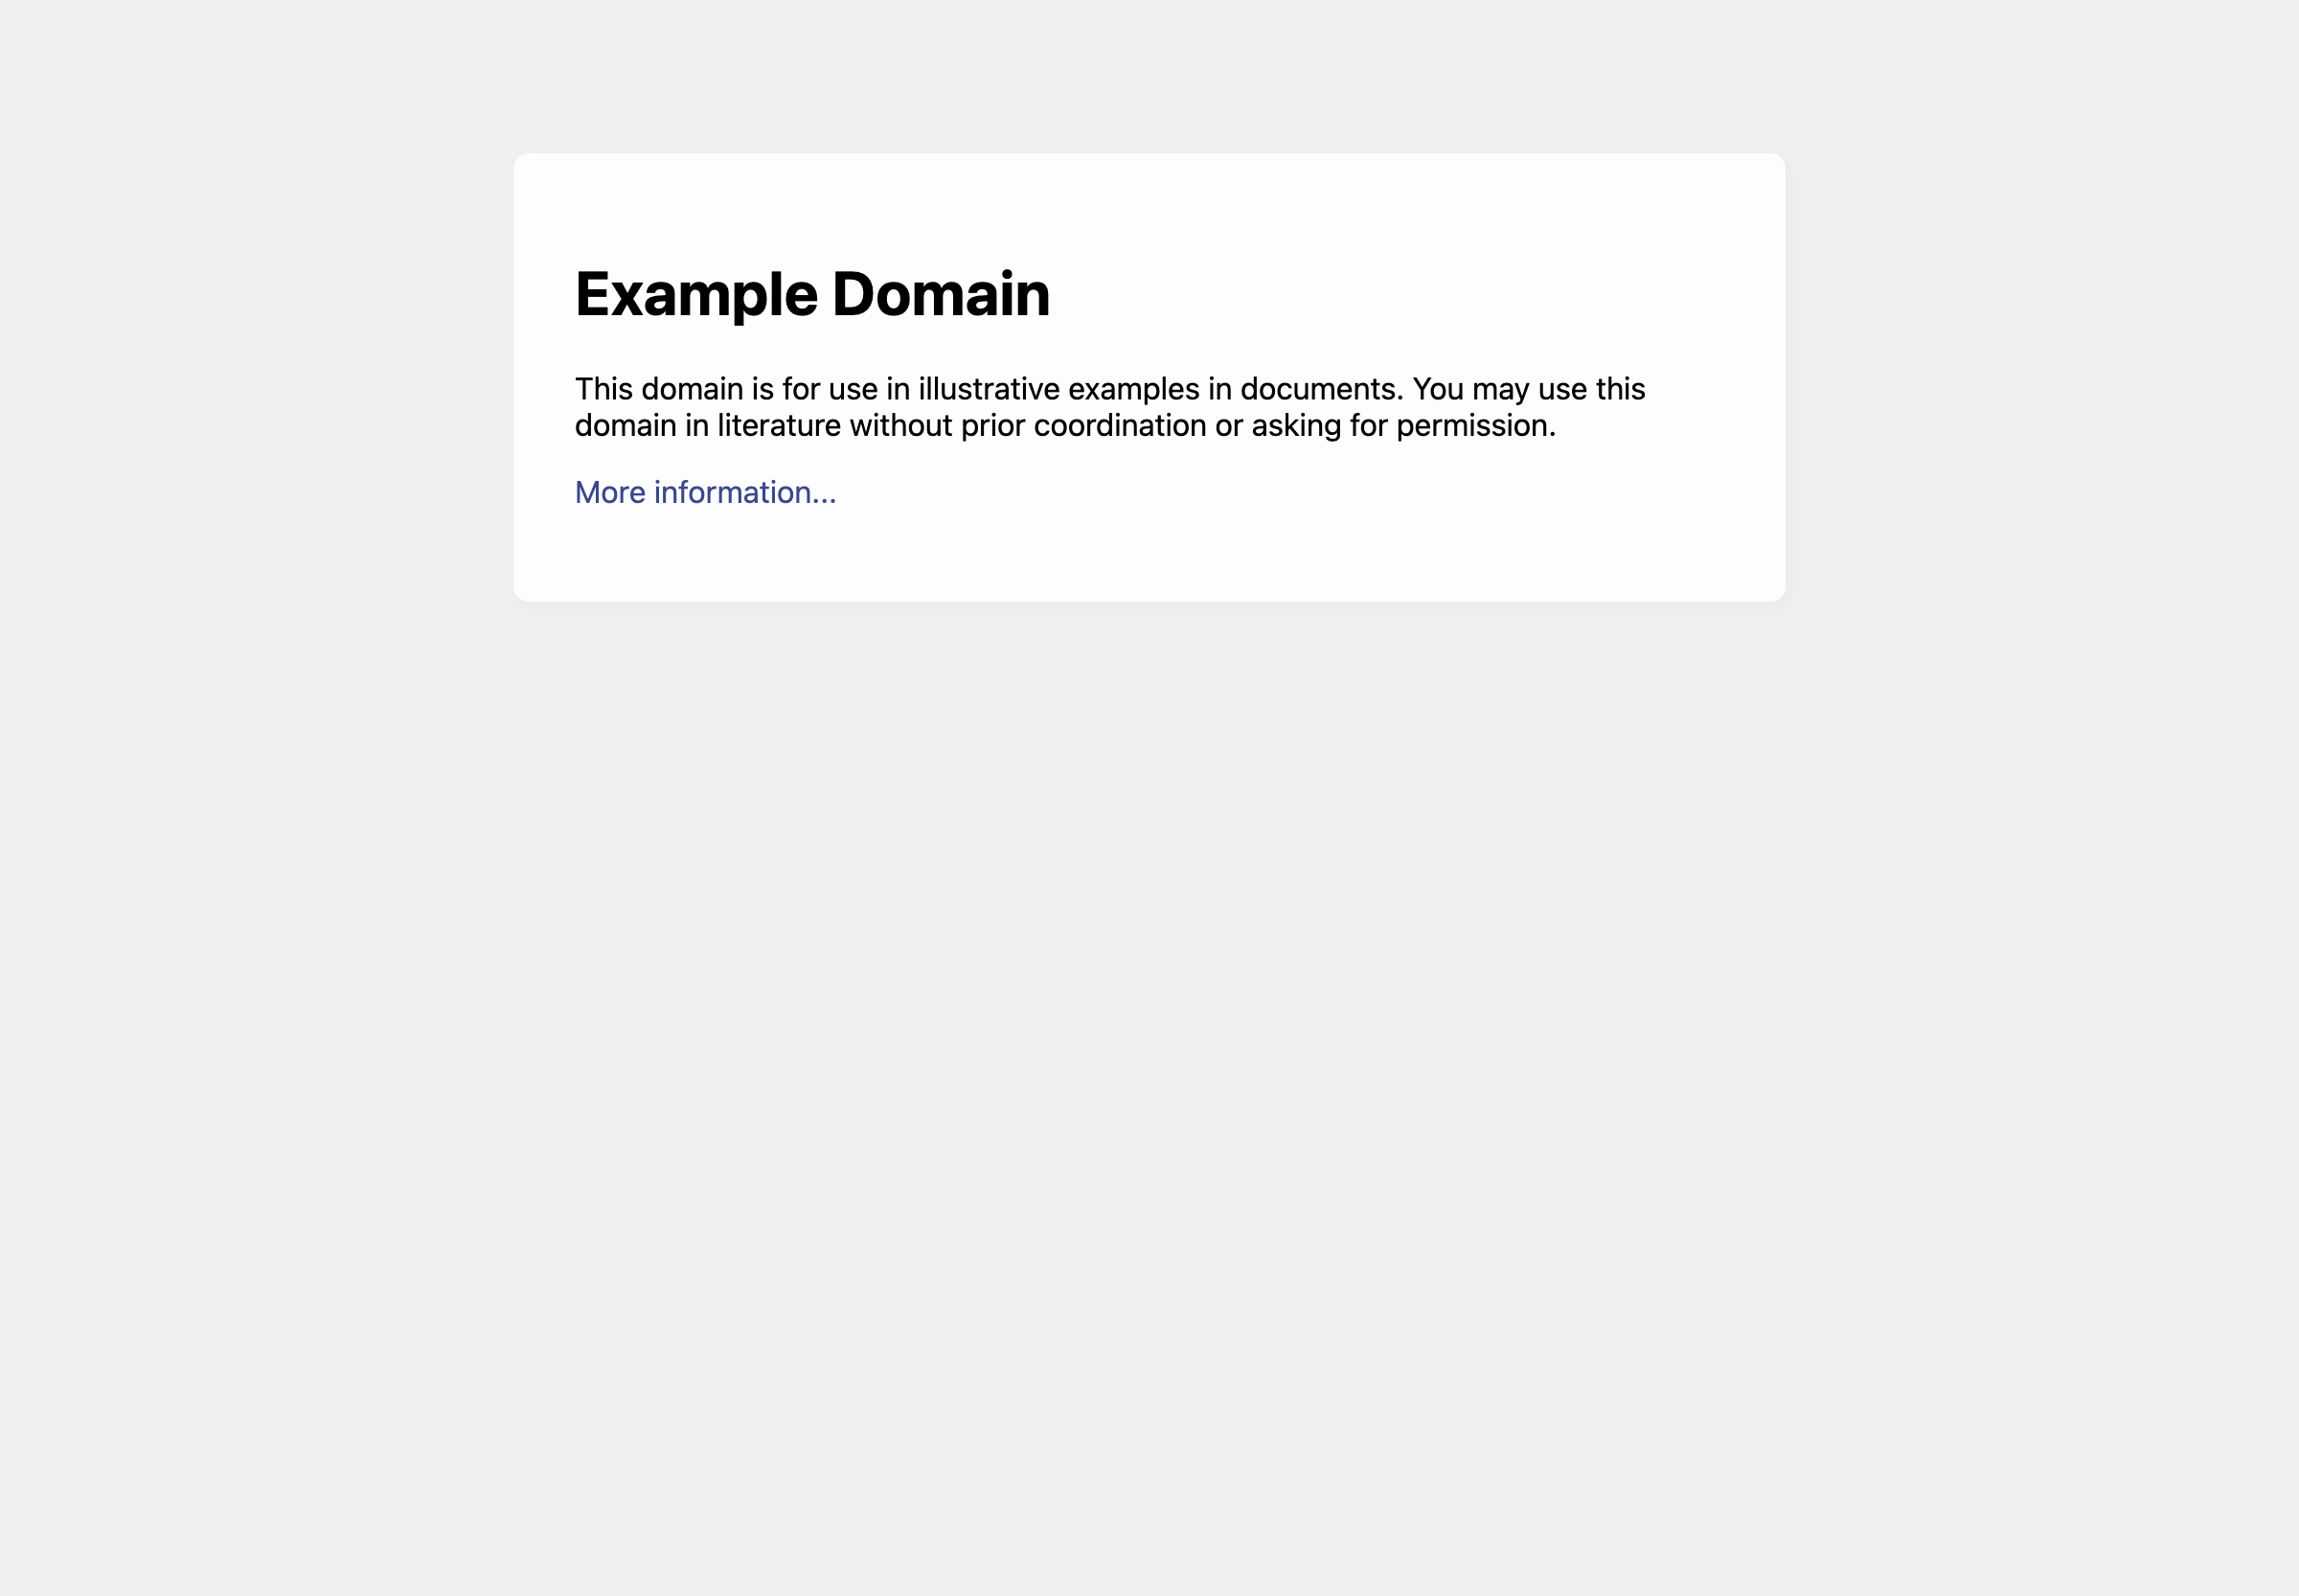 Example Domain
This domain is for use in illustrative examples in documents. You may use this
domain in literature without prior coordination or asking for permission.
More information...